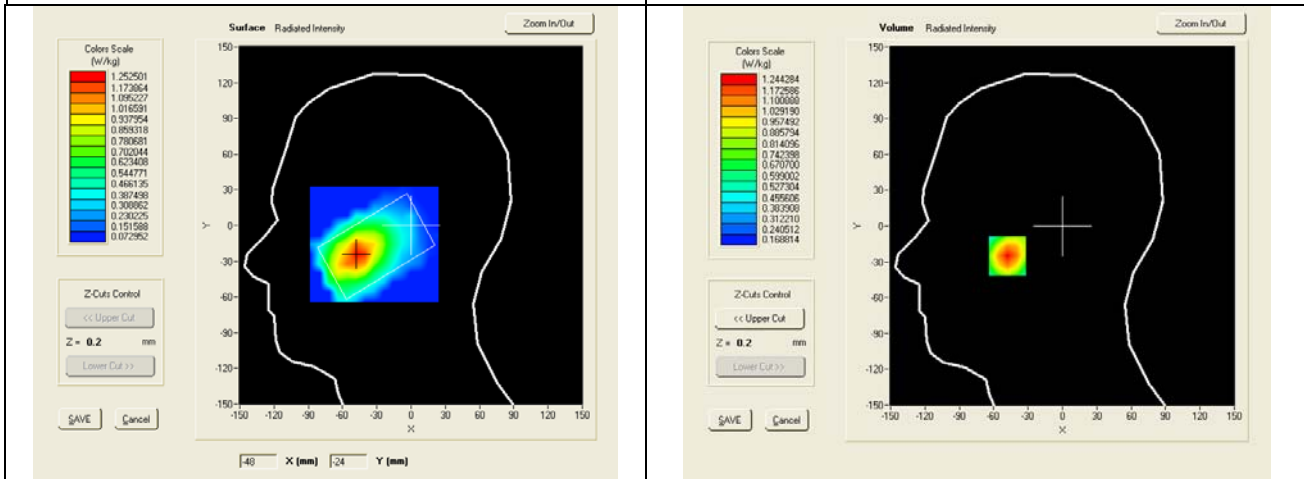 Surface Radiated Intensity
Zoom In/Out
Colors Scale
(W/kg)
1.252501
1.173864
1.095227
1.016591
0.937954
0.859318
0.780681
0.702044
0.623408
0.544771
0.466135
0.387498
0.308862
0.230225
0.151588
0.072952
150
120
90
60
30
0
-30
-60
-90
-120
-150
Y
-150 -120 -90 -60 -30 0 30 60 90 120 150
X
Z-Cuts Control
<< Upper Cut
Z = 0.2 mm
Lower Cut >>
SAVE Cancel
-48 X (mm) -24 Y (mm)
Volume Radiated Intensity
Zoom In/Out
Colors Scale
(W/kg)
1.244284
1.172586
1.100888
1.029190
0.957492
0.885794
0.814096
0.742398
0.670700
0.599002
0.527304
0.455606
0.383908
0.312210
0.240512
0.168814
150
120
90
60
30
0
-30
-60
-90
-120
-150
Y
-150 -120 -90 -60 -30 0 30 60 90 120 150
X
Z-Cuts Control
<< Upper Cut
Z = 0.2 mm
Lower Cut >>
SAVE Cancel